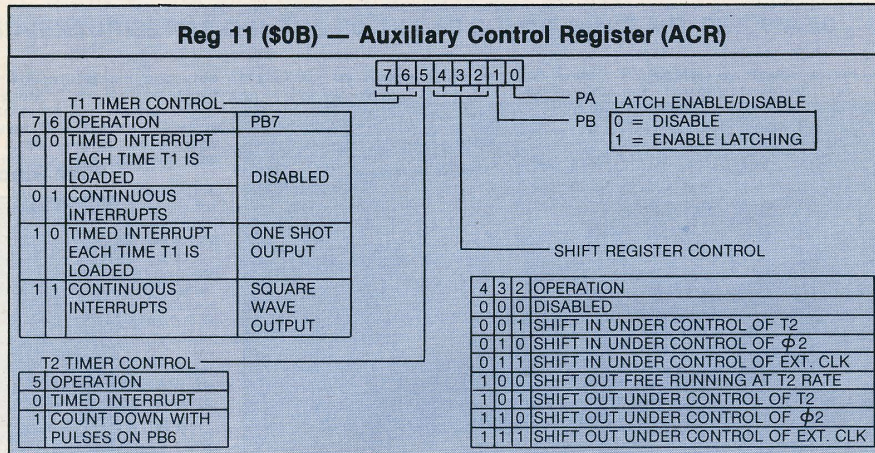 Reg 11 ($0B) — Auxiliary Control Register (ACR)
7 6 5 4 3 2 1 0
T1 TIMER CONTROL
7 6 OPERATION PB7
0 0 TIMED INTERRUPT
EACH TIME T1 IS
LOADED
DISABLED
0 1 CONTINUOUS
INTERRUPTS
1 0 TIMED INTERRUPT ONE SHOT
EACH TIME T1 IS OUTPUT
LOADED
1 1 CONTINUOUS SQUARE
INTERRUPTS WAVE
OUTPUT
T2 TIMER CONTROL
5 OPERATION
0 TIMED INTERRUPT
1 COUNT DOWN WITH
PULSES ON PB6
PA LATCH ENABLE/DISABLE
PB 0 = DISABLE
1 = ENABLE LATCHING
SHIFT REGISTER CONTROL
4 3 2 OPERATION
0 0 0 DISABLED
0 0 1 SHIFT IN UNDER CONTROL OF T2
0 1 0 SHIFT IN UNDER CONTROL OF ϕ2
0 1 1 SHIFT IN UNDER CONTROL OF EXT. CLK
1 0 0 SHIFT OUT FREE RUNNING AT T2 RATE
1 0 1 SHIFT OUT UNDER CONTROL OF T2
1 1 0 SHIFT OUT UNDER CONTROL OF ϕ2
1 1 1 SHIFT OUT UNDER CONTROL OF EXT. CLK